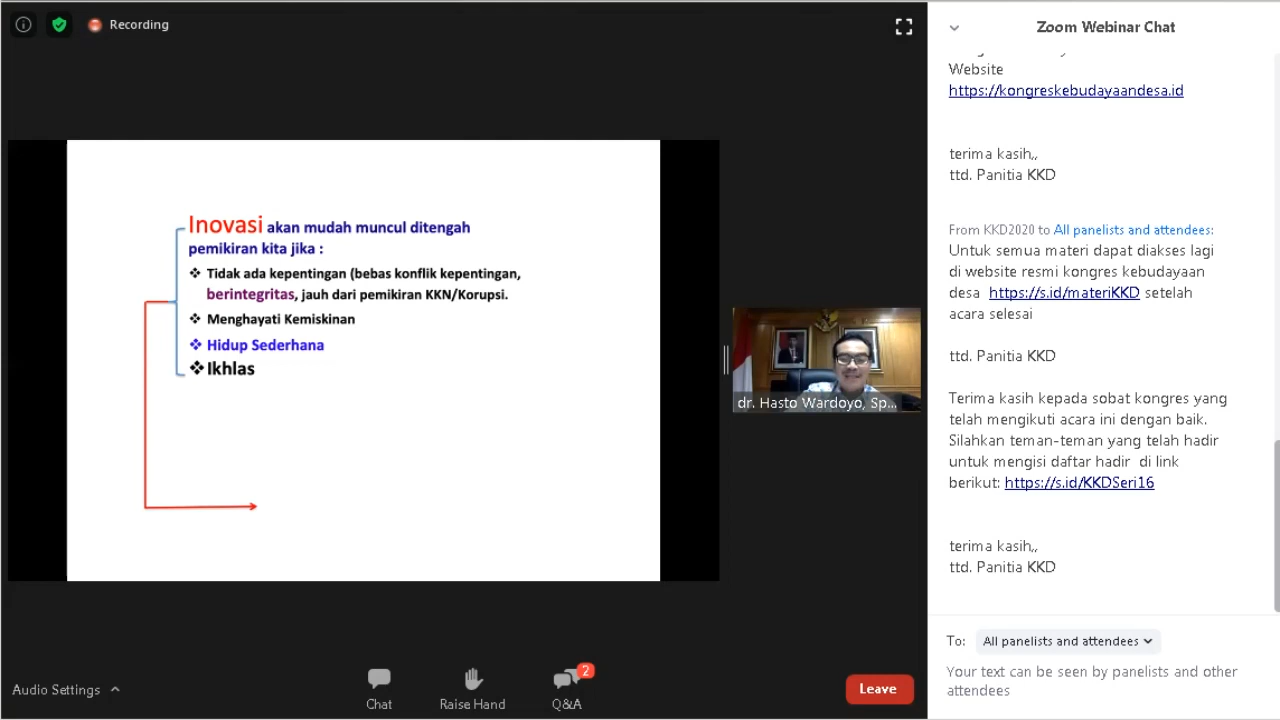 Recording
Inovasi akan mudah muncul ditengah
pemikiran kita jika :
❖ Tidak ada kepentingan (bebas konflik kepentingan,
berintegritas, jauh dari pemikiran KKN/Korupsi.
❖ Menghayati Kemiskinan
❖ Hidup Sederhana
❖ Ikhlas
dr. Hasto Wardoyo, Sp...
Audio Settings
Chat
Raise Hand
Q&A
2
Leave
Zoom Webinar Chat
Website
https://kongreskebudayaandesa.id
terima kasih,,
ttd. Panitia KKD
From KKD2020 to All panelists and attendees:
Untuk semua materi dapat diakses lagi
di website resmi kongres kebudayaan
desa https://s.id/materiKKD setelah
acara selesai
ttd. Panitia KKD
Terima kasih kepada sobat kongres yang
telah mengikuti acara ini dengan baik.
Silahkan teman-teman yang telah hadir
untuk mengisi daftar hadir di link
berikut: https://s.id/KKDSeri16
terima kasih,,
ttd. Panitia KKD
To: All panelists and attendees
Your text can be seen by panelists and other
attendees